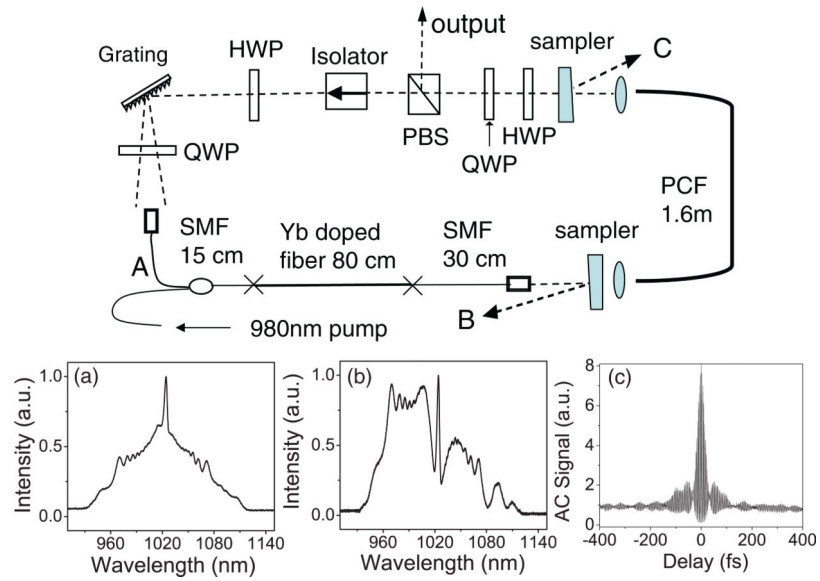 output
sampler
C
HWP
Isolator
Grating
PBS
HWP
QWP
QWP
PCF
1.6m
SMF
15 cm
Yb doped
fiber 80 cm
SMF
30 cm
sampler
A
B
980nm pump
(a)
Intensity (a.u.)
1.0
0.5
0.0
960 1020 1080 1140
Wavelength (nm)
(b)
Intensity (a.u.)
1.0
0.5
0.0
960 1020 1080 1140
Wavelength (nm)
(c)
AC Signal (a.u.)
8
6
4
2
0
-400 -200 0 200 400
Delay (fs)